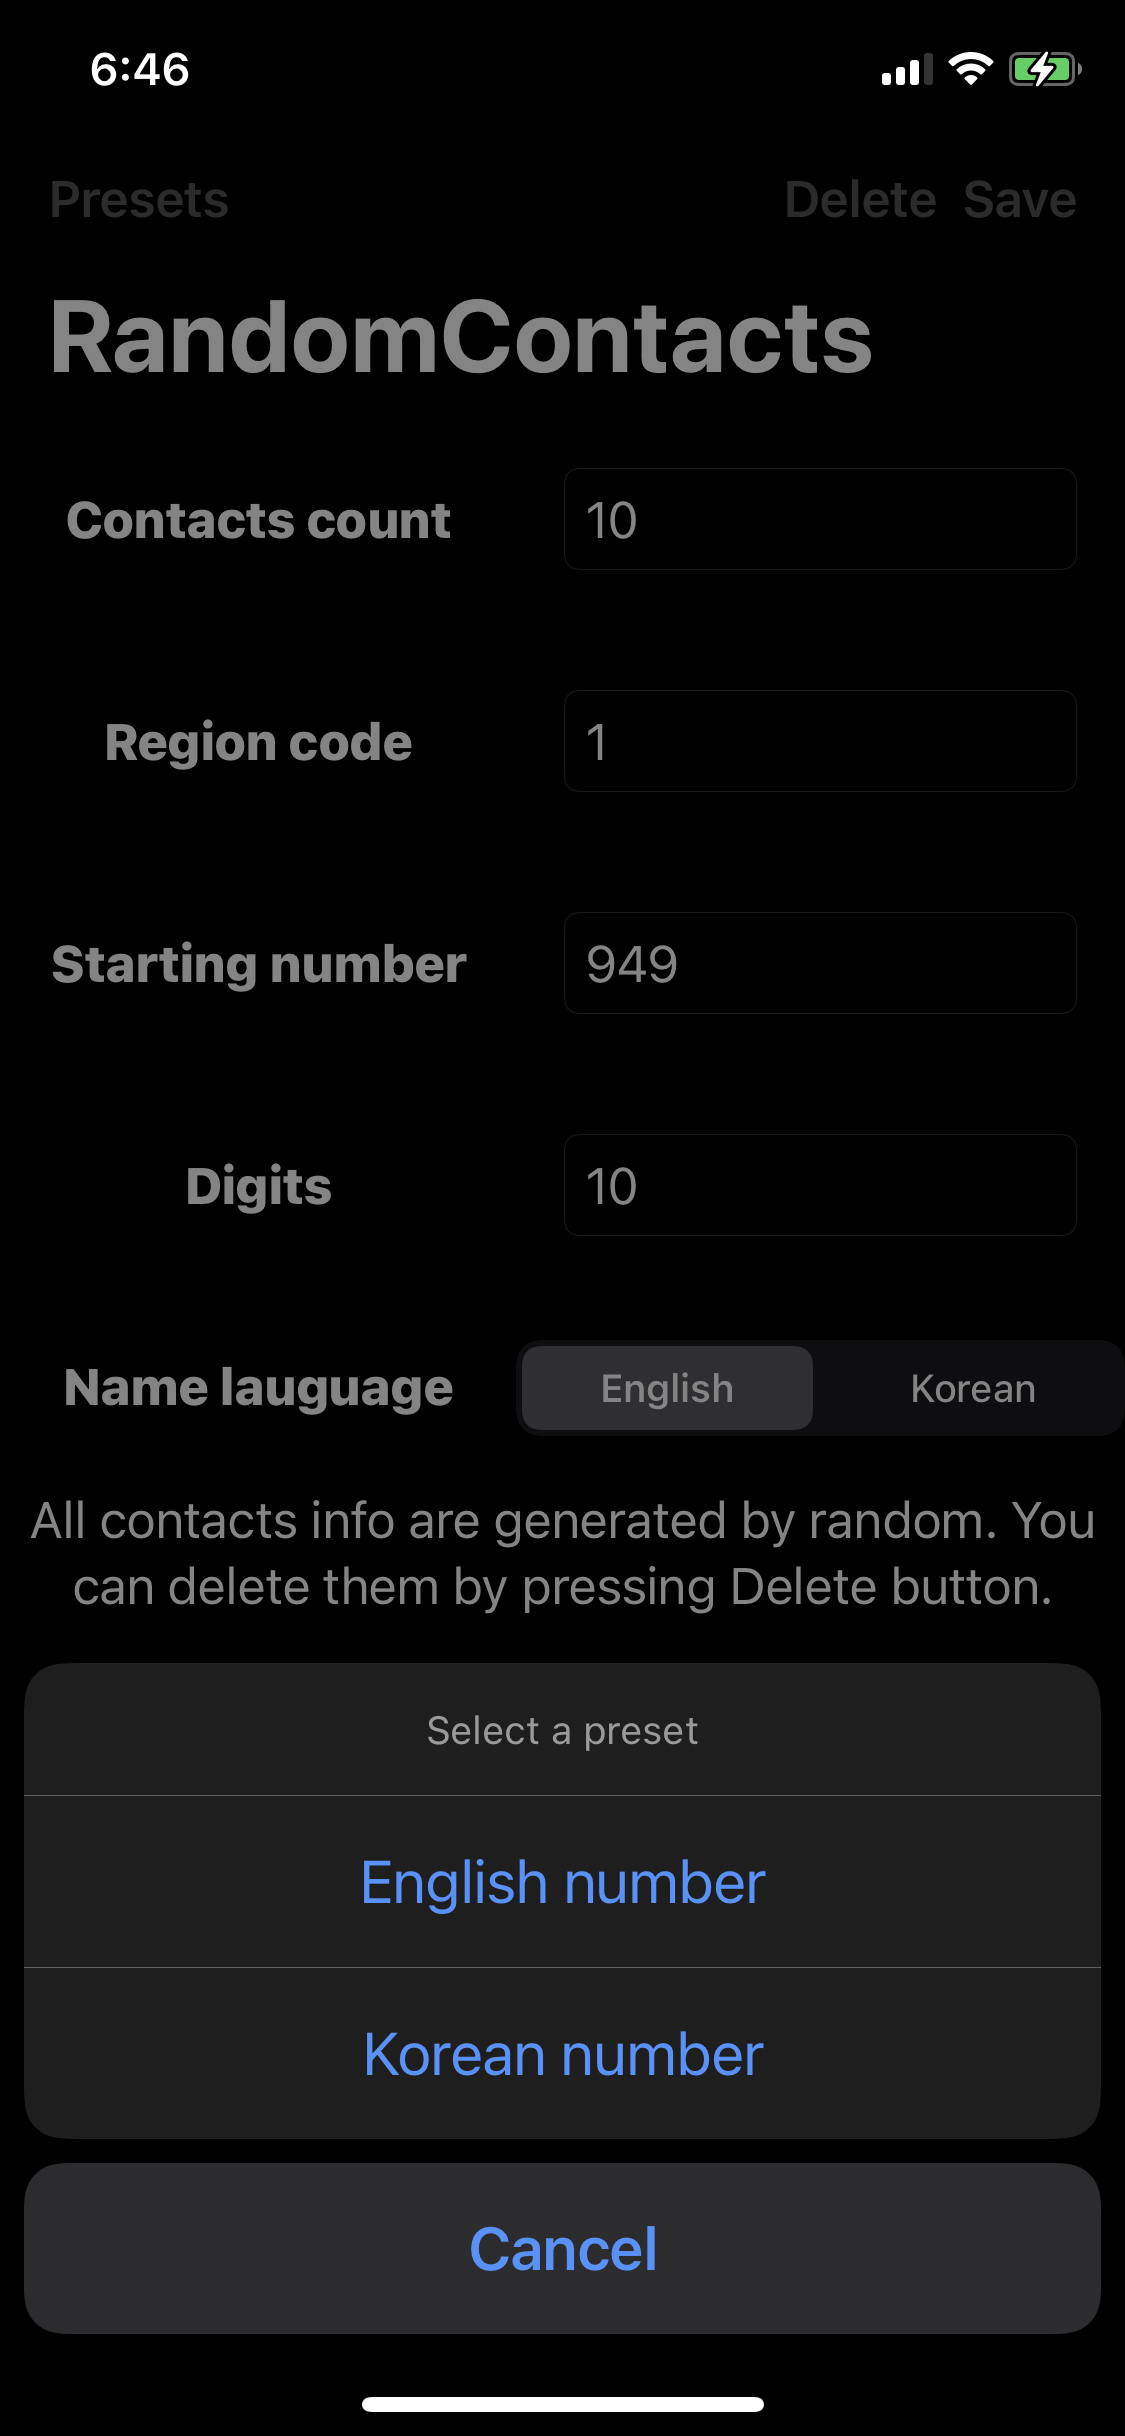 6:46
Presets Delete Save
RandomContacts
Contacts count 10
Region code 1
Starting number 949
Digits 10
Name lauguage English Korean
All contacts info are generated by random. You
can delete them by pressing Delete button.
Select a preset
English number
Korean number
Cancel